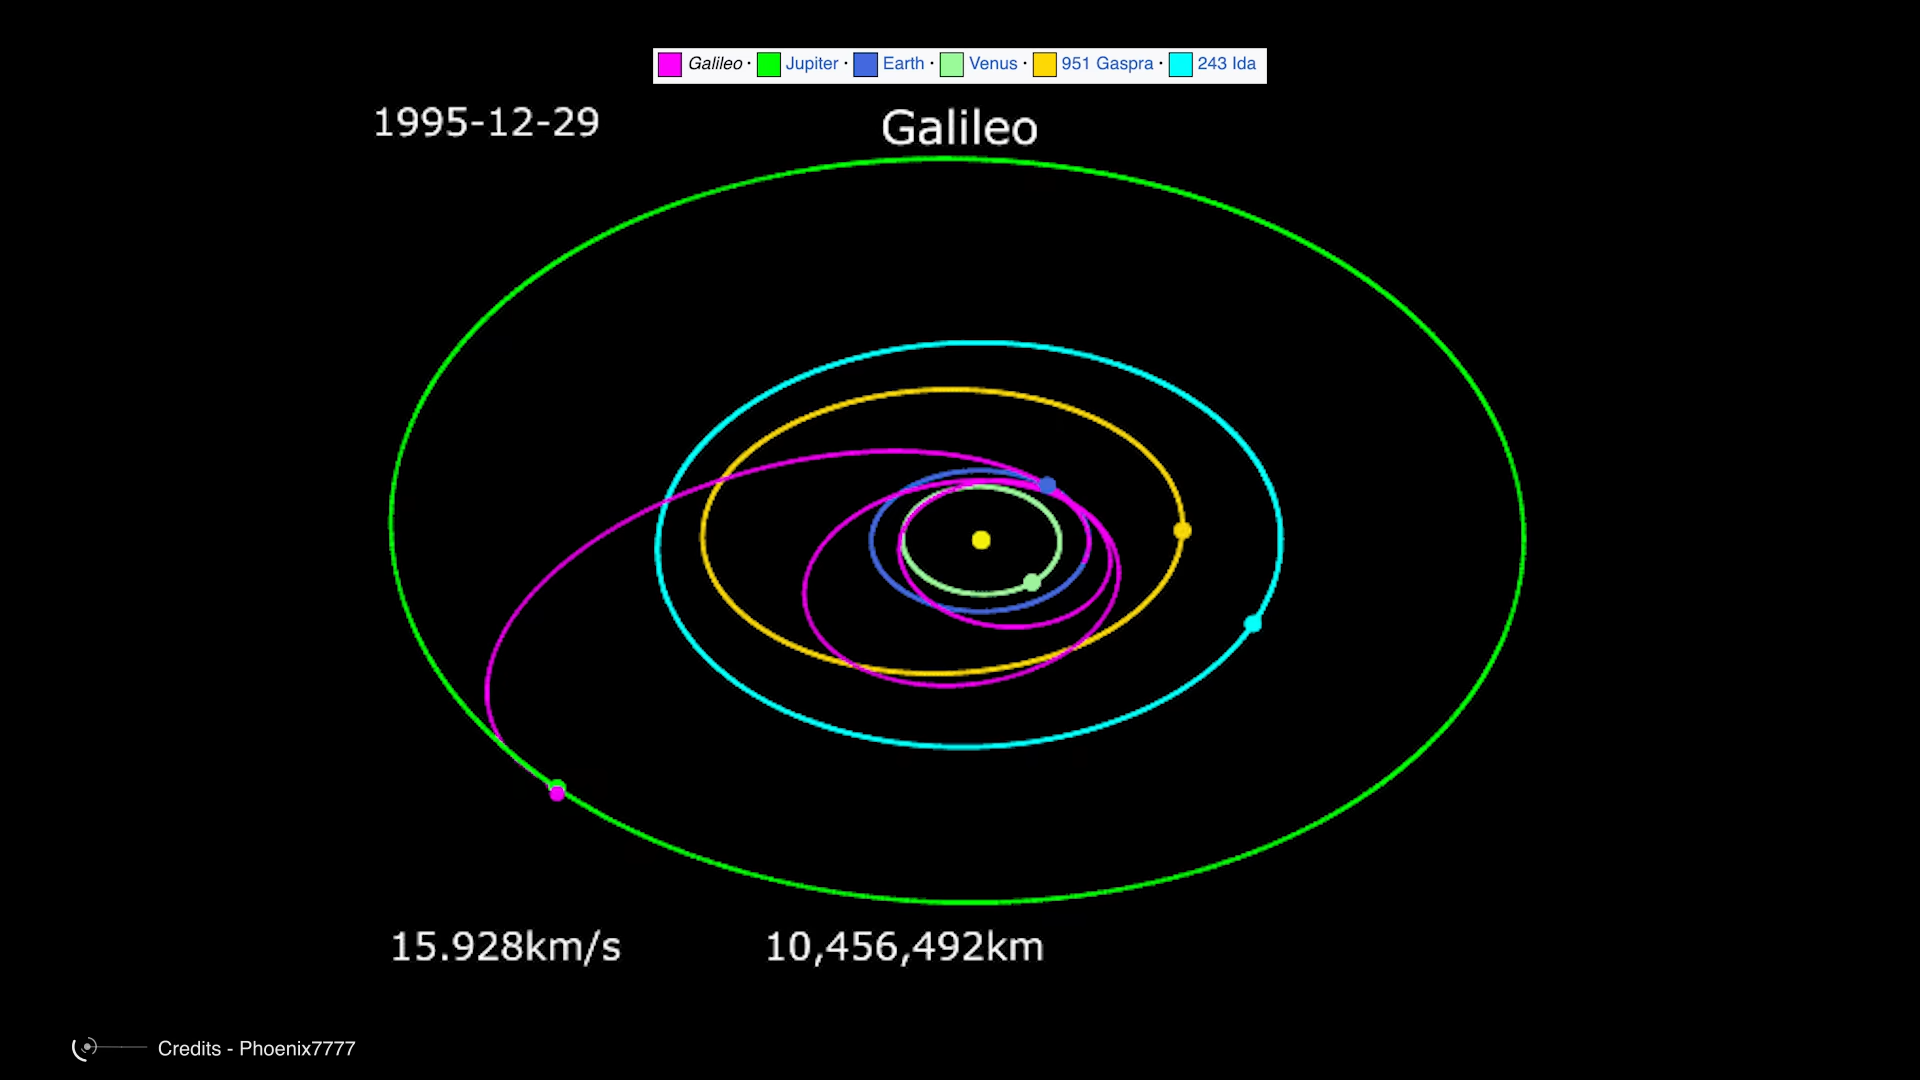 Galileo · Jupiter · Earth · Venus · 951 Gaspra · 243 Ida
1995-12-29
Galileo
15.928km/s
10,456,492km
Credits - Phoenix7777